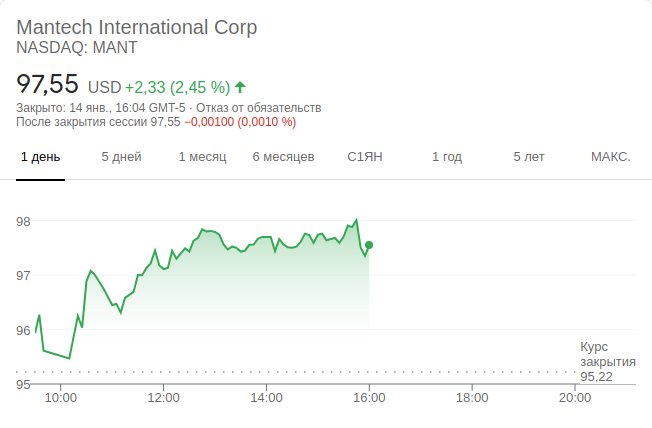 Mantech International Corp
NASDAQ: MANT
97,55 USD +2,33 (2,45 %)
Закрыто: 14 янв., 16:04 GMT-5 · Отказ от обязательств
После закрытия сессии 97,55 −0,00100 (0,0010 %)
1 день 5 дней 1 месяц 6 месяцев С1ЯН 1 год 5 лет МАКС.
98
97
96
Курс
закрытия
95,22
95
10:00 12:00 14:00 16:00 18:00 20:00